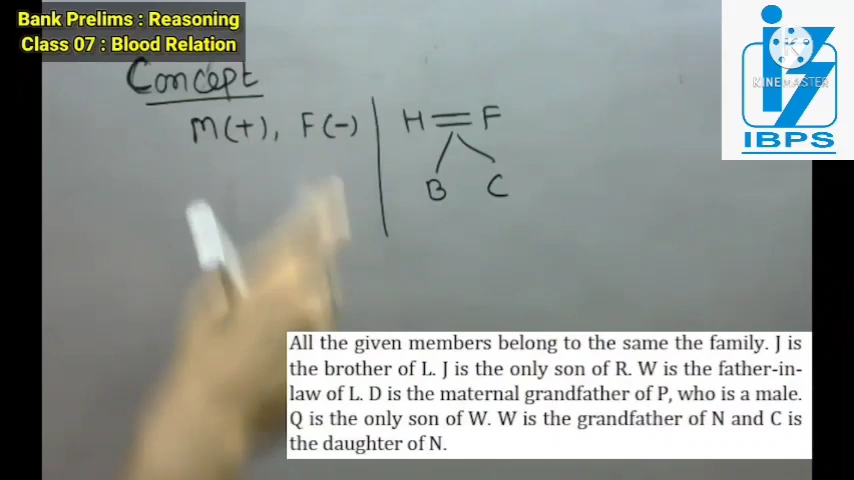 Bank Prelims : Reasoning
Class 07 : Blood Relation
KINEMASTER
IBPS
Concept
M(+), F(-)
H = F
B C
All the given members belong to the same the family. J is
the brother of L. J is the only son of R. W is the father-in-
law of L. D is the maternal grandfather of P, who is a male.
Q is the only son of W. W is the grandfather of N and C is
the daughter of N.